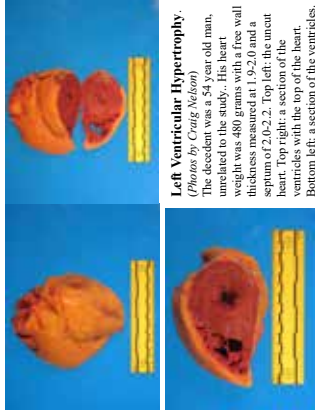 Left Ventricular Hypertrophy.
(Photos by Craig Nelson)
The decedent was a 54 year old man,
unrelated to the study.  His heart
weight was 480 grams with a free wall
thickness measured at 1.9-2.0 and a
septum of 2.0-2.2.  Top left: the uncut
heart.  Top right: a section of the
ventricles with the top of the heart.
Bottom left: a section of the ventricles.